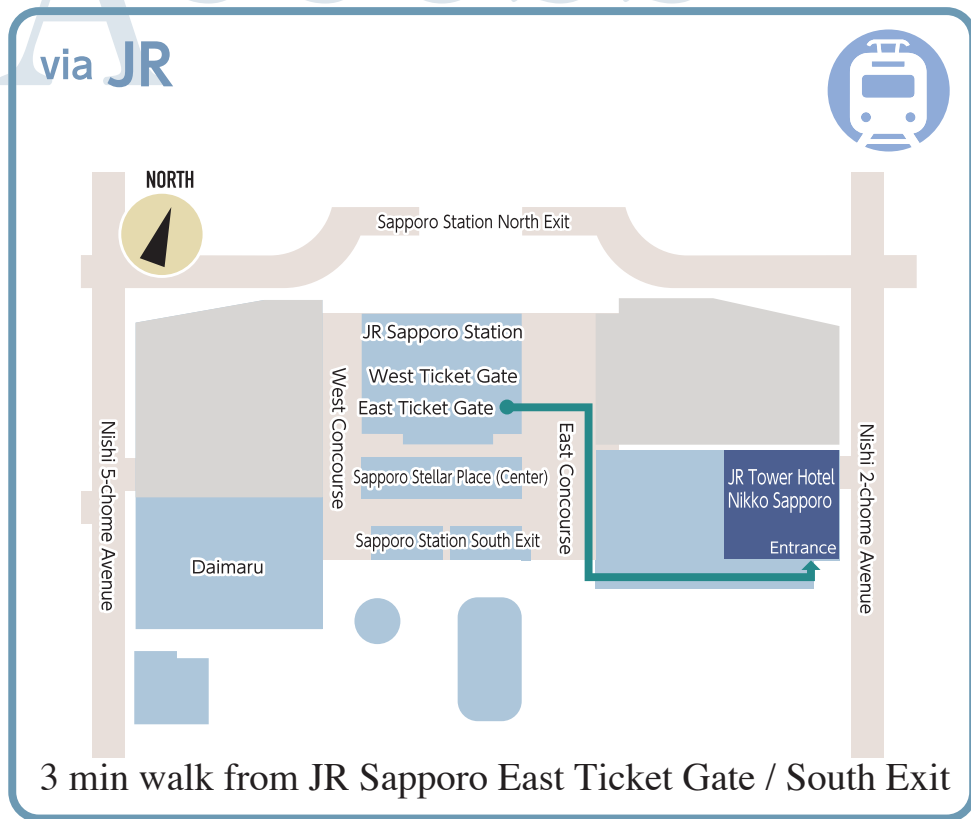 via JR
NORTH
Sapporo Station North Exit
JR Sapporo Station
West Ticket Gate
East Ticket Gate
West Concourse
East Concourse
Nishi 5-chome Avenue
Nishi 2-chome Avenue
Sapporo Stellar Place (Center)
JR Tower Hotel
Nikko Sapporo
Sapporo Station South Exit
Entrance
Daimaru
3 min walk from JR Sapporo East Ticket Gate / South Exit